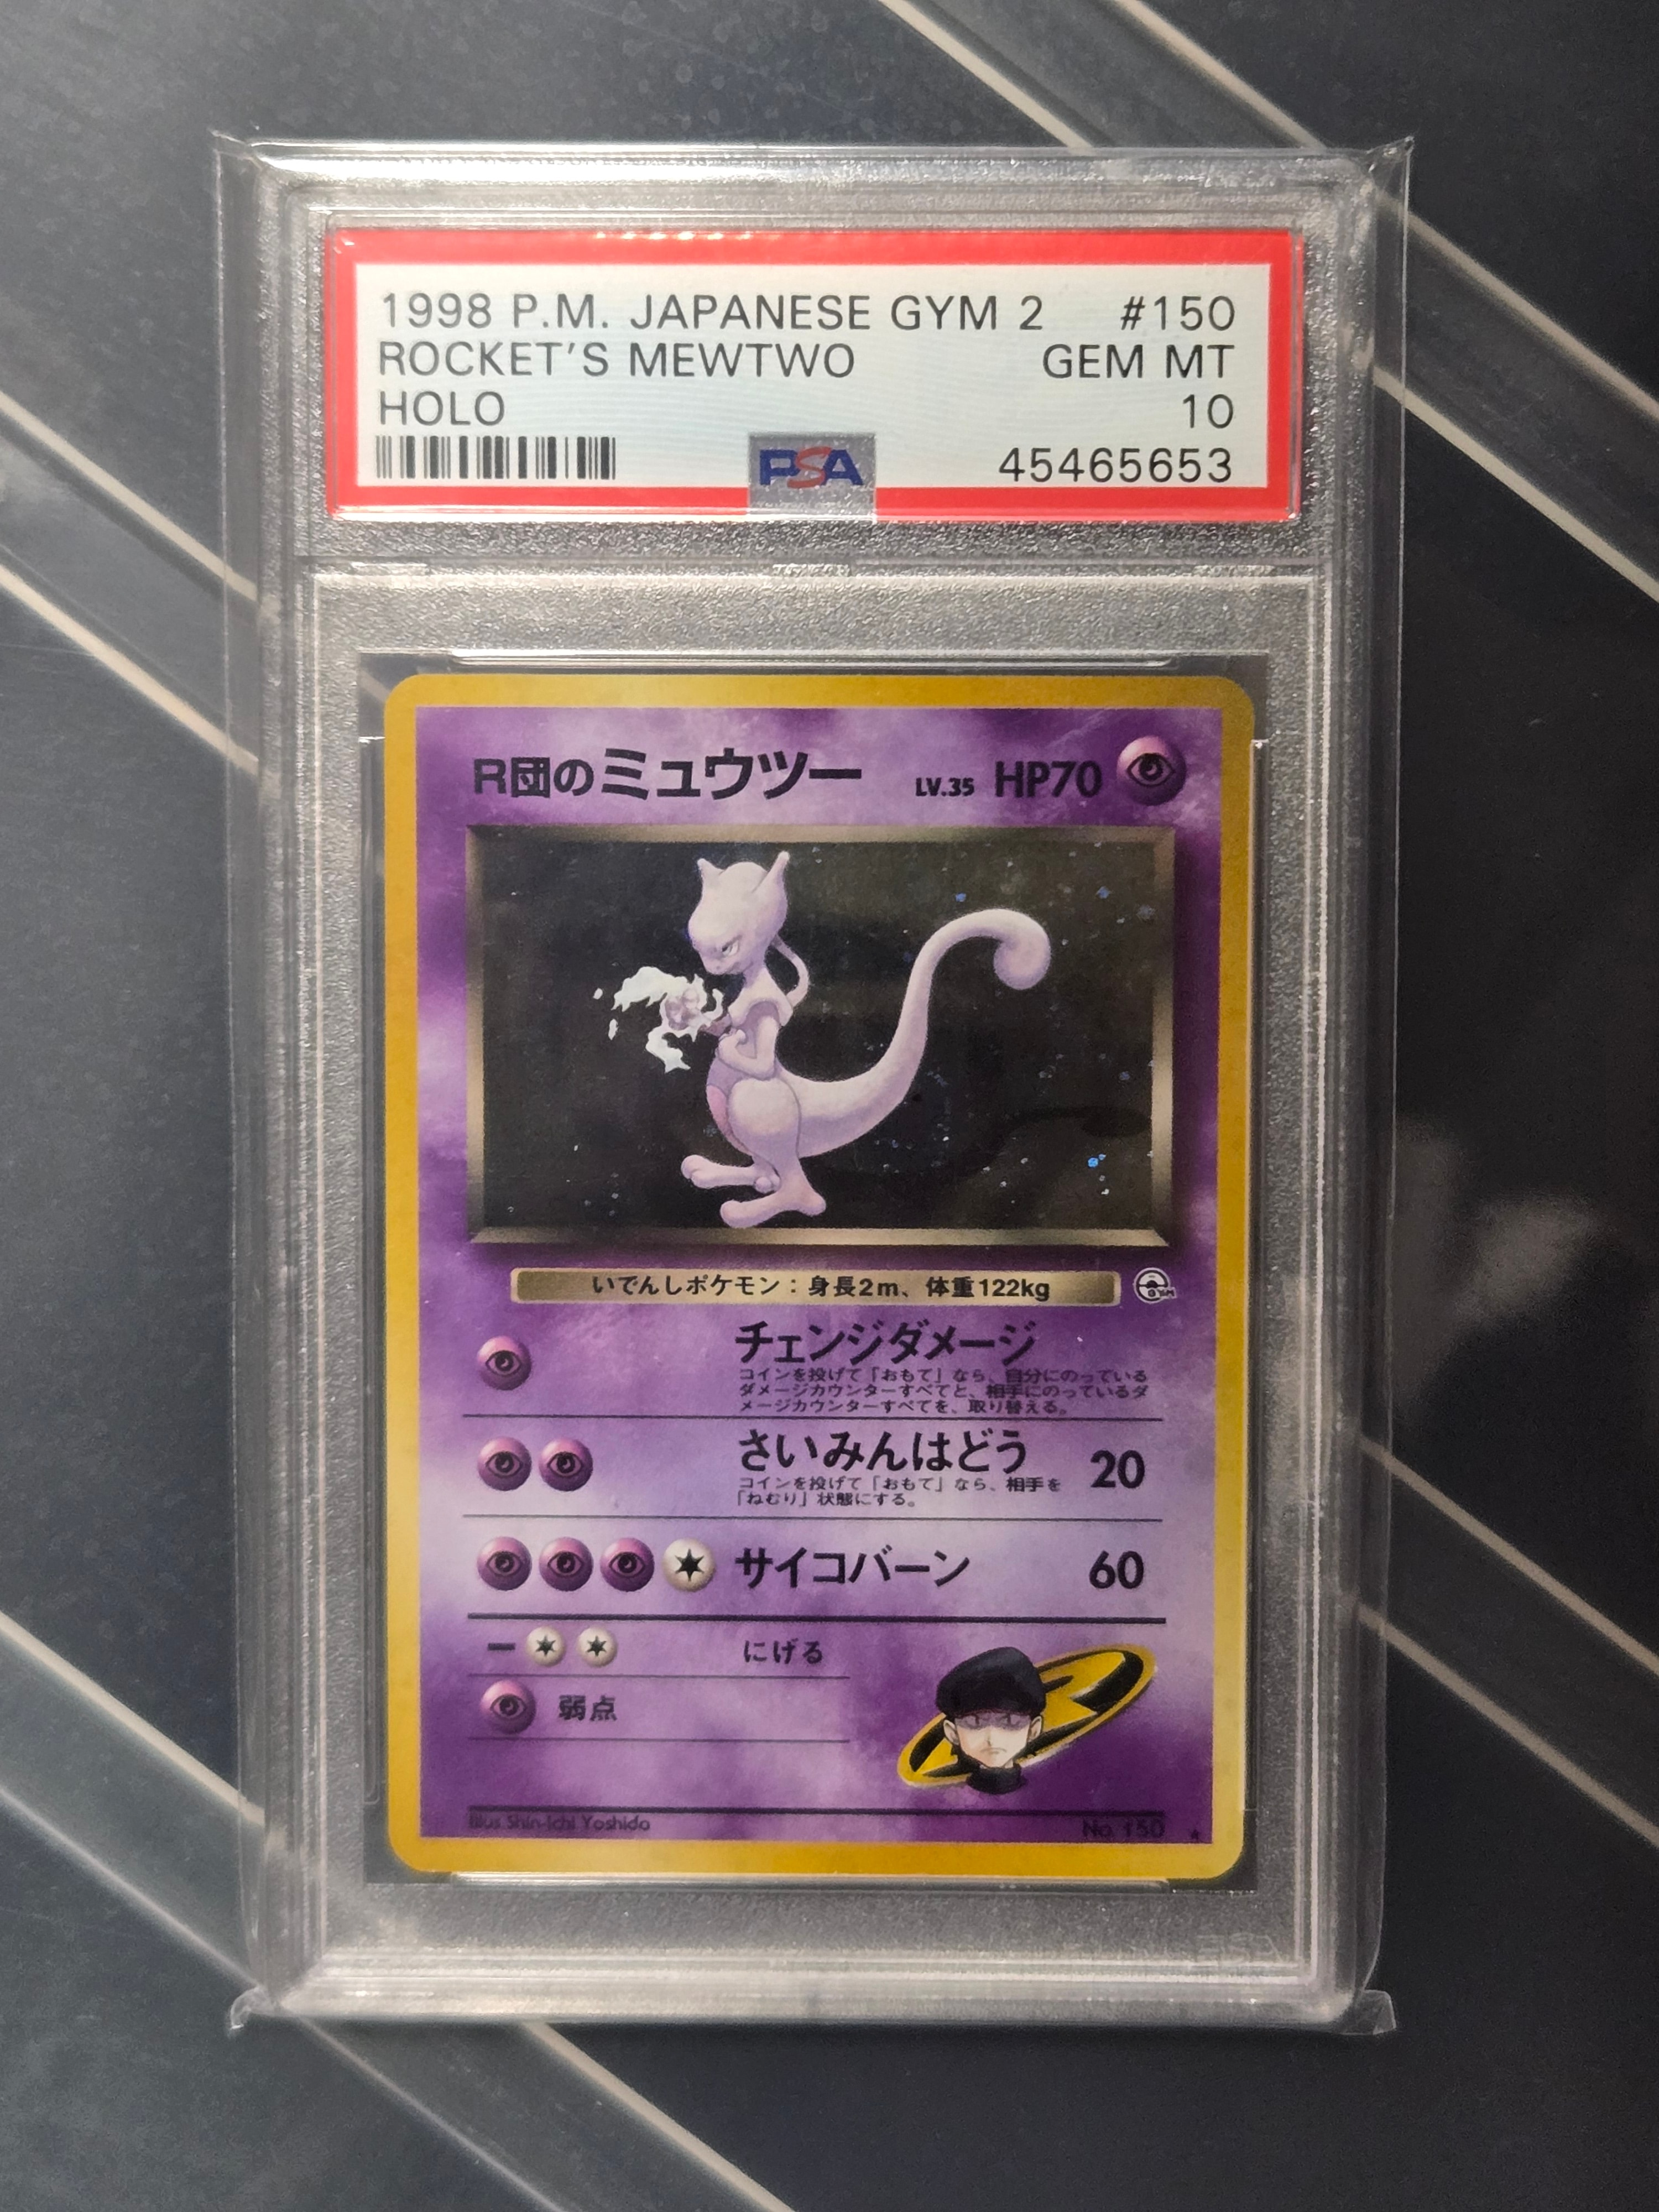 1998 P.M. JAPANESE GYM 2 #150
ROCKET'S MEWTWO GEM MT
HOLO 10
PSA 45465653
R団のミュウツー LV.35 HP70
いでんしポケモン：身長2m、体重122kg
GYM
チェンジダメージ
コインを投げて「おもて」なら、自分にのっている
ダメージカウンターすべてと、相手にのっているダ
メージカウンターすべてを、取り替える。
さいみんはどう 20
コインを投げて「おもて」なら、相手を
「ねむり」状態にする。
サイコバーン 60
にげる
弱点
Illus. Shin-ichi Yoshida No. 150 ★
PSA